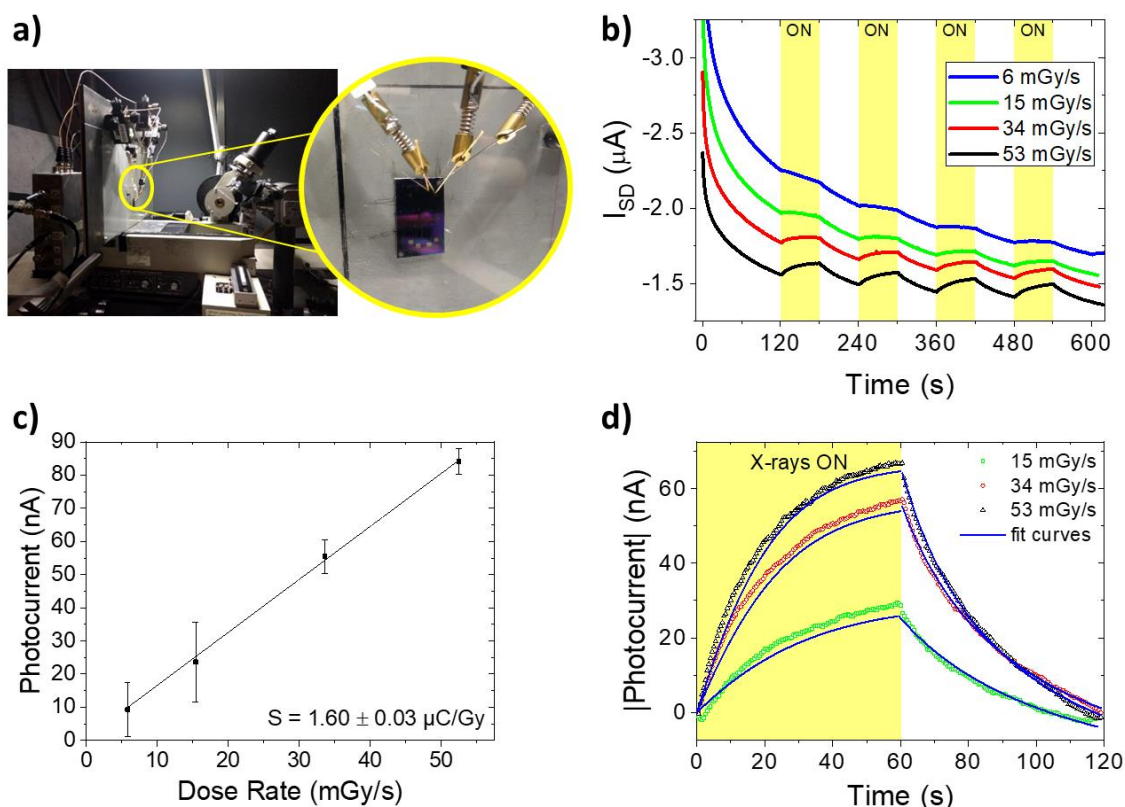 a)
b)
ON ON ON ON
-3.0
-2.5
-2.0
-1.5
I_SD (μA)
6 mGy/s
15 mGy/s
34 mGy/s
53 mGy/s
0 120 240 360 480 600
Time (s)
c)
90
80
70
60
50
40
30
20
10
0
Photocurrent (nA)
S = 1.60 ± 0.03 μC/Gy
0 10 20 30 40 50
Dose Rate (mGy/s)
d)
X-rays ON
60
40
20
0
|Photocurrent| (nA)
15 mGy/s
34 mGy/s
53 mGy/s
fit curves
0 20 40 60 80 100 120
Time (s)